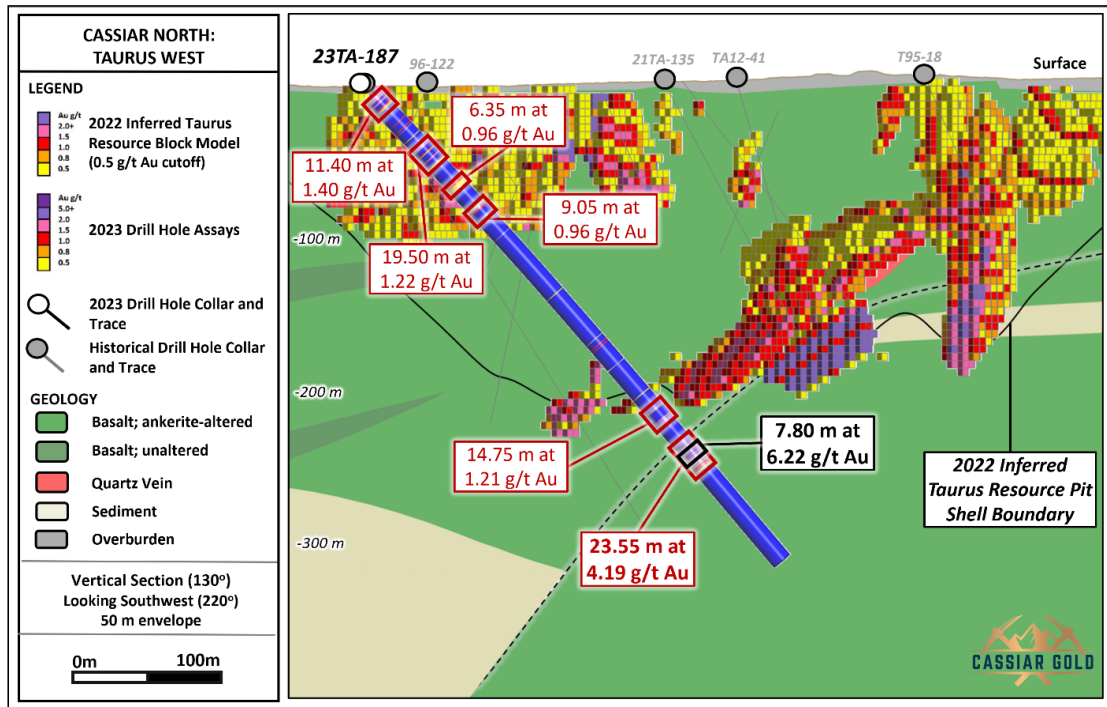 CASSIAR NORTH:
TAURUS WEST
LEGEND
Au g/t
2.0+
1.5
1.0
0.8
0.5
2022 Inferred Taurus
Resource Block Model
(0.5 g/t Au cutoff)
Au g/t
5.0+
2.0
1.5
1.0
0.8
0.5
2023 Drill Hole Assays
2023 Drill Hole Collar and
Trace
Historical Drill Hole Collar
and Trace
GEOLOGY
Basalt; ankerite-altered
Basalt; unaltered
Quartz Vein
Sediment
Overburden
Vertical Section (130°)
Looking Southwest (220°)
50 m envelope
0m 100m
23TA-187
96-122
21TA-135
TA12-41
T95-18
Surface
6.35 m at
0.96 g/t Au
11.40 m at
1.40 g/t Au
9.05 m at
0.96 g/t Au
-100 m
19.50 m at
1.22 g/t Au
-200 m
14.75 m at
1.21 g/t Au
7.80 m at
6.22 g/t Au
2022 Inferred
Taurus Resource Pit
Shell Boundary
-300 m
23.55 m at
4.19 g/t Au
CASSIAR GOLD